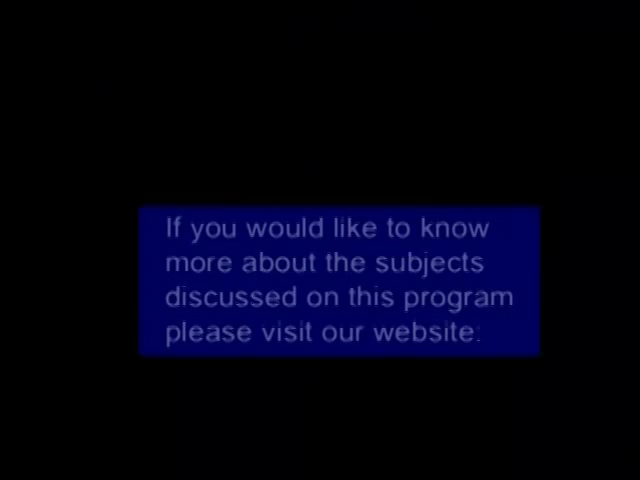 If you would like to know
more about the subjects
discussed on this program
please visit our website: